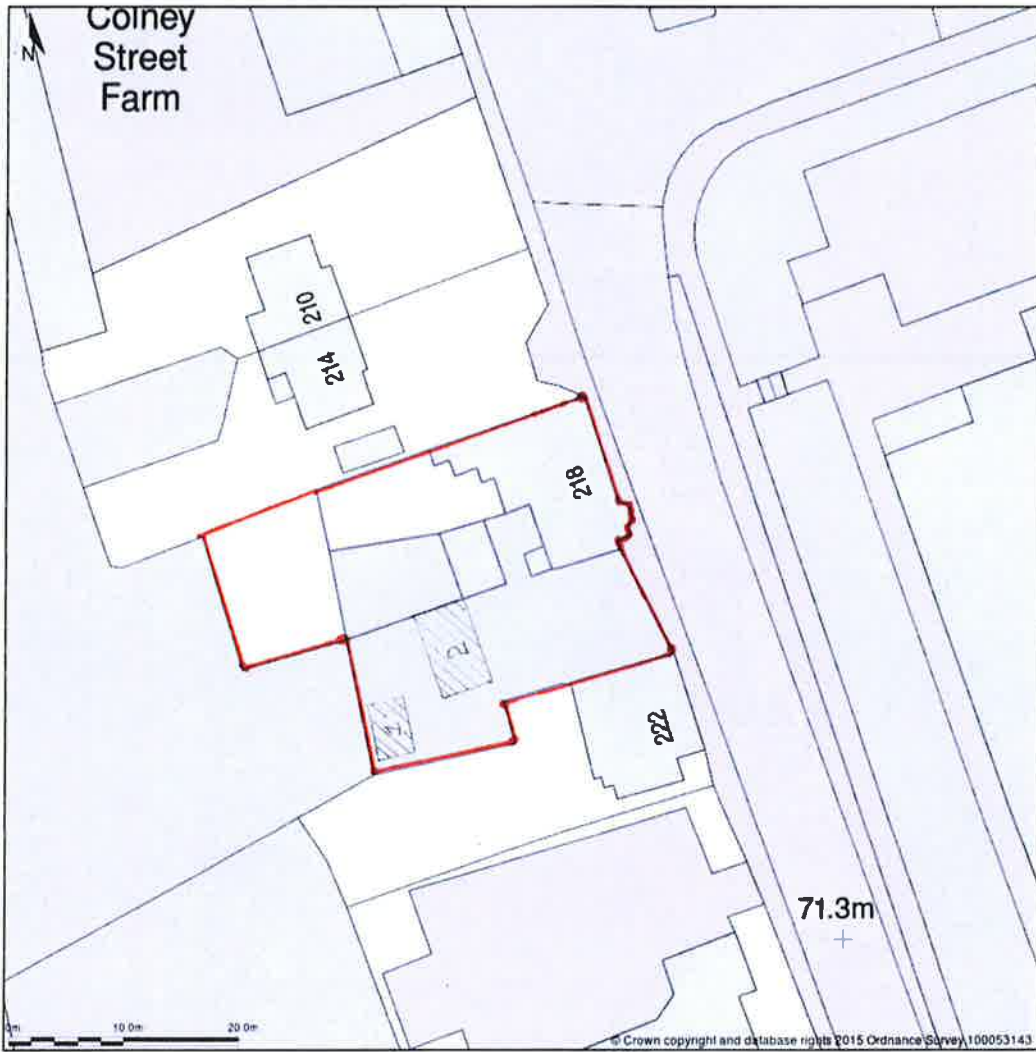 Colney
Street
Farm
N
210
214
218
2
1
222
71.3m
0m 10.0m 20.0m
© Crown copyright and database rights 2015 Ordnance Survey 100053143